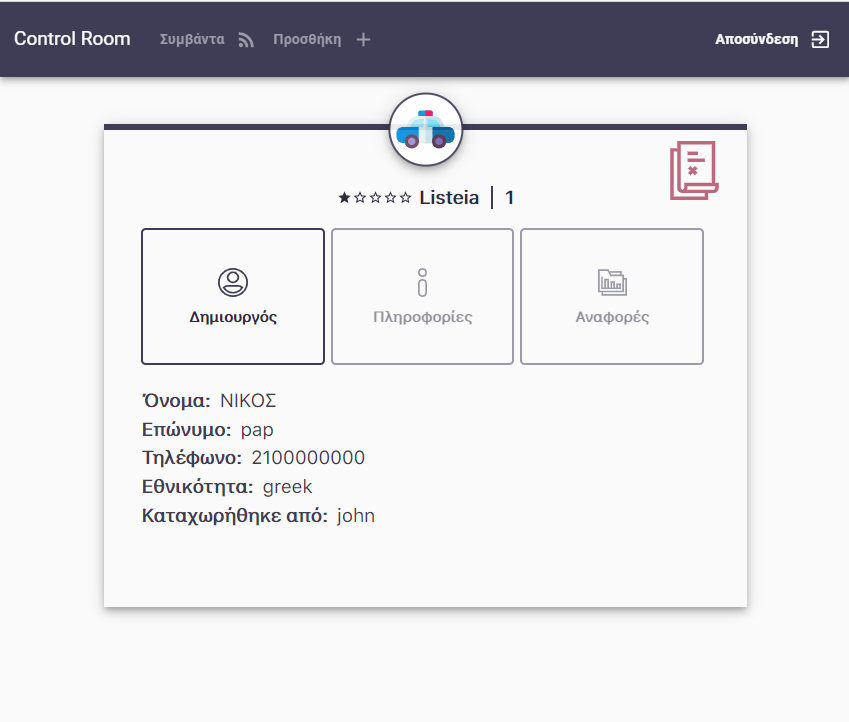 Control Room Συμβάντα Προσθήκη Αποσύνδεση
Listeia | 1
Δημιουργός Πληροφορίες Αναφορές
Όνομα: ΝΙΚΟΣ
Επώνυμο: pap
Τηλέφωνο: 2100000000
Εθνικότητα: greek
Καταχωρήθηκε από: john